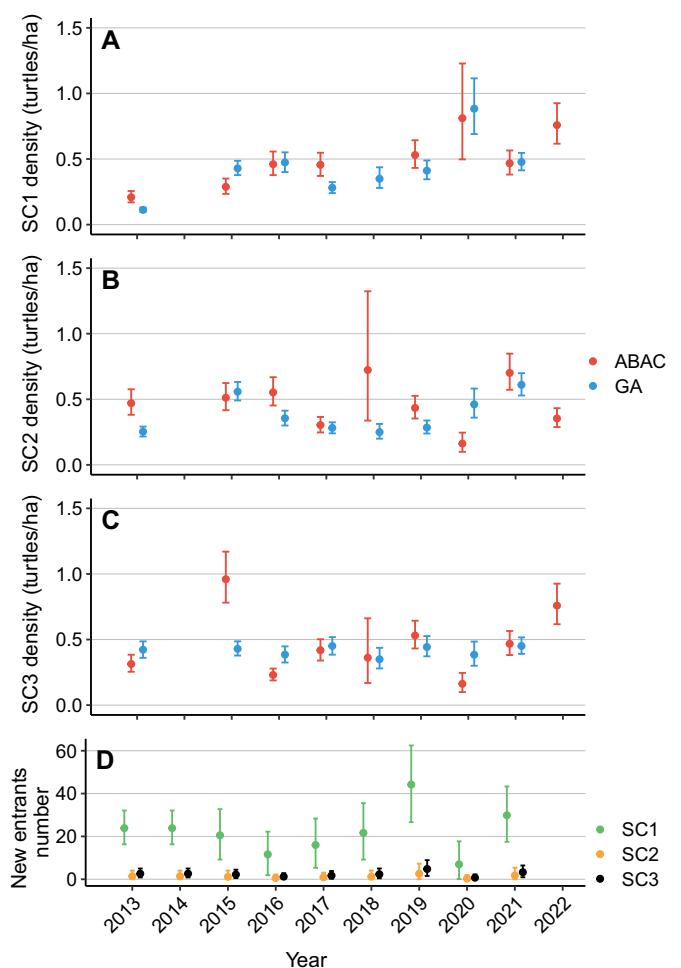 A
SC1 density (turtles/ha)
1.5
1.0
0.5
0.0
B
SC2 density (turtles/ha)
1.5
1.0
0.5
0.0
ABAC
GA
C
SC3 density (turtles/ha)
1.5
1.0
0.5
0.0
D
New entrants
number
60
40
20
0
SC1
SC2
SC3
2013 2014 2015 2016 2017 2018 2019 2020 2021 2022
Year